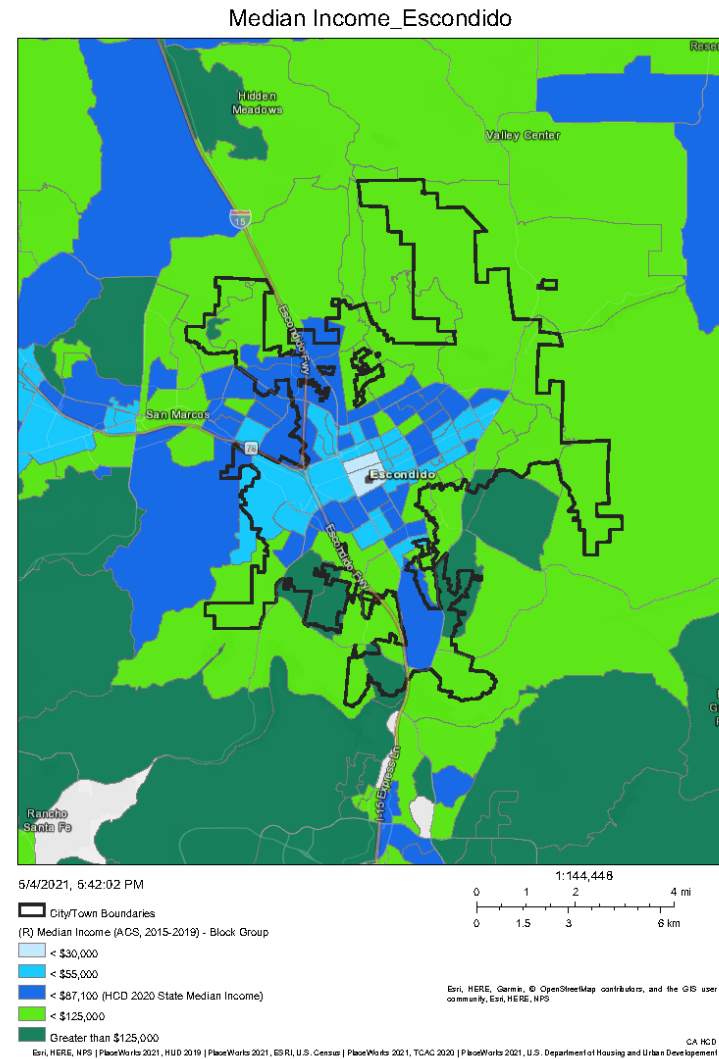 Median Income_Escondido
Hidden
Meadows
Valley Center
15
Escondido Fwy
San Marcos
78
Escondido
Escondido Fwy
I-15 Express Ln
Rancho
Santa Fe
5/4/2021, 5:42:02 PM
1:144,448
0 1 2 4 mi
0 1.5 3 6 km
City/Town Boundaries
(R) Median Income (ACS, 2015-2019) - Block Group
< $30,000
< $55,000
< $87,100 (HCD 2020 State Median Income)
< $125,000
Greater than $125,000
Esri, HERE, Garmin, © OpenStreetMap contributors, and the GIS user
community, Esri, HERE, NPS
CA HCD
Esri, HERE, NPS | PlaceWorks 2021, HUD 2019 | PlaceWorks 2021, ESRI, U.S. Census | PlaceWorks 2021, TCAC 2020 | PlaceWorks 2021, U.S. Department of Housing and Urban Development